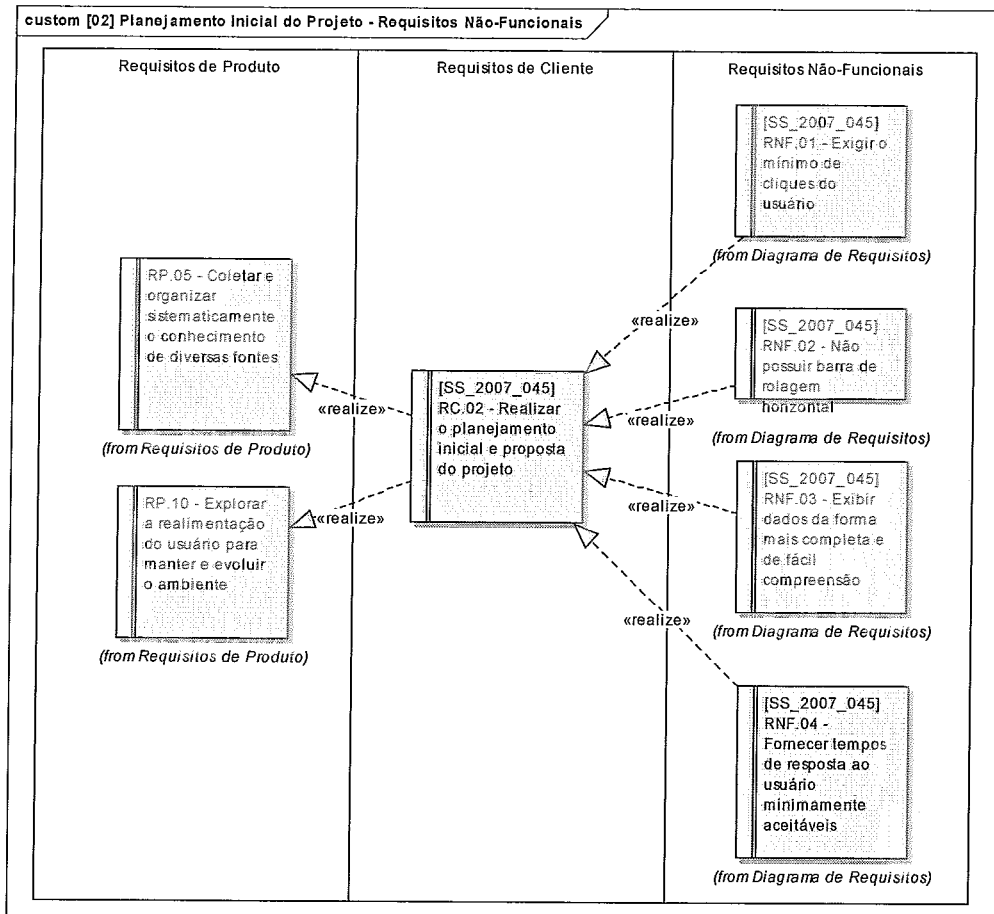 custom [02] Planejamento Inicial do Projeto - Requisitos Não-Funcionais
Requisitos de Produto
Requisitos de Cliente
Requisitos Não-Funcionais
[SS_2007_045]
RNF.01 - Exigir o
mínimo de
cliques do
usuário
(from Diagrama de Requisitos)
RP.05 - Coletar e
organizar
sistematicamente
o conhecimento
de diversas fontes
(from Requisitos de Produto)
«realize»
[SS_2007_045]
RNF.02 - Não
possuir barra de
rolagem
horizontal
(from Diagrama de Requisitos)
«realize»
[SS_2007_045]
RC.02 - Realizar
o planejamento
inicial e proposta
do projeto
«realize»
RP.10 - Explorar
a realimentação
do usuário para
manter e evoluir
o ambiente
(from Requisitos de Produto)
«realize»
[SS_2007_045]
RNF.03 - Exibir
dados da forma
mais completa e
de fácil
compreensão
(from Diagrama de Requisitos)
«realize»
«realize»
[SS_2007_045]
RNF.04 -
Fornecer tempos
de resposta ao
usuário
minimamente
aceitáveis
(from Diagrama de Requisitos)